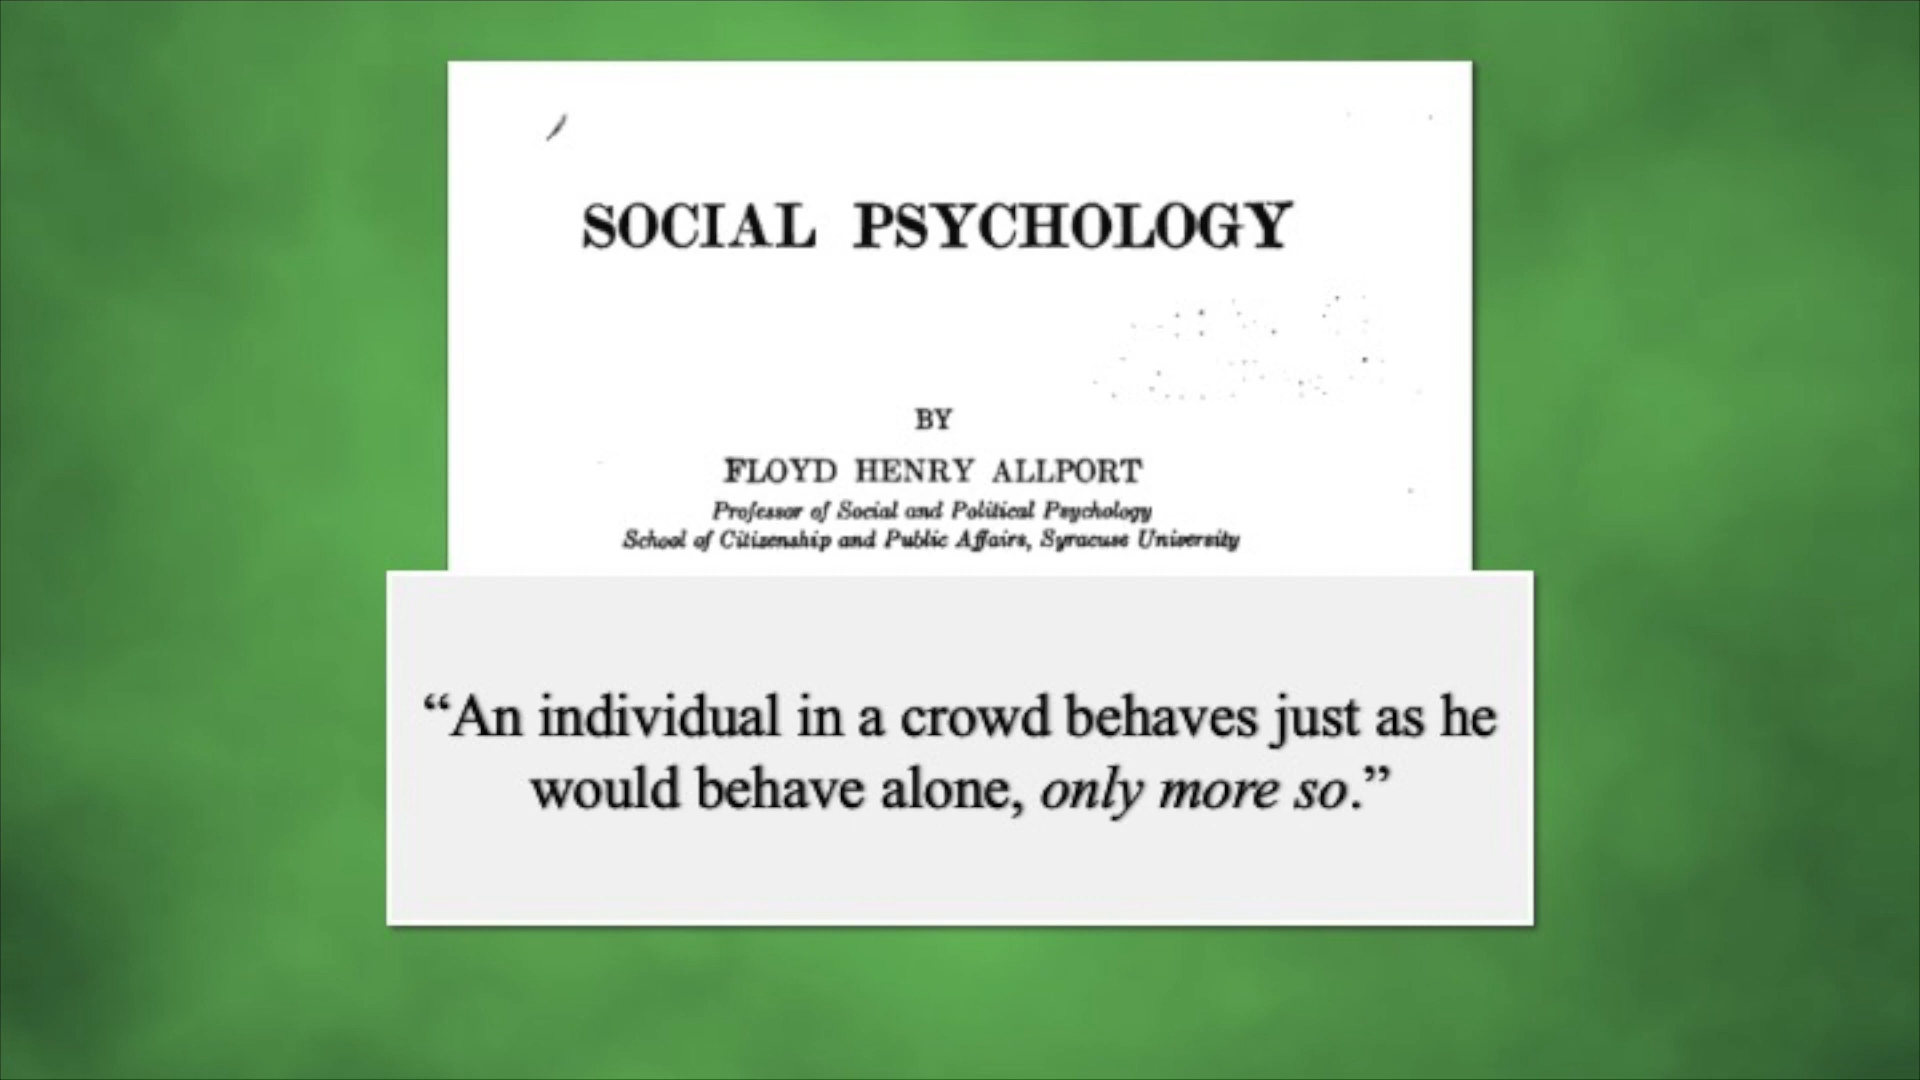 SOCIAL PSYCHOLOGY
BY
FLOYD HENRY ALLPORT
Professor of Social and Political Psychology
School of Citizenship and Public Affairs, Syracuse University
“An individual in a crowd behaves just as he
would behave alone, only more so.”